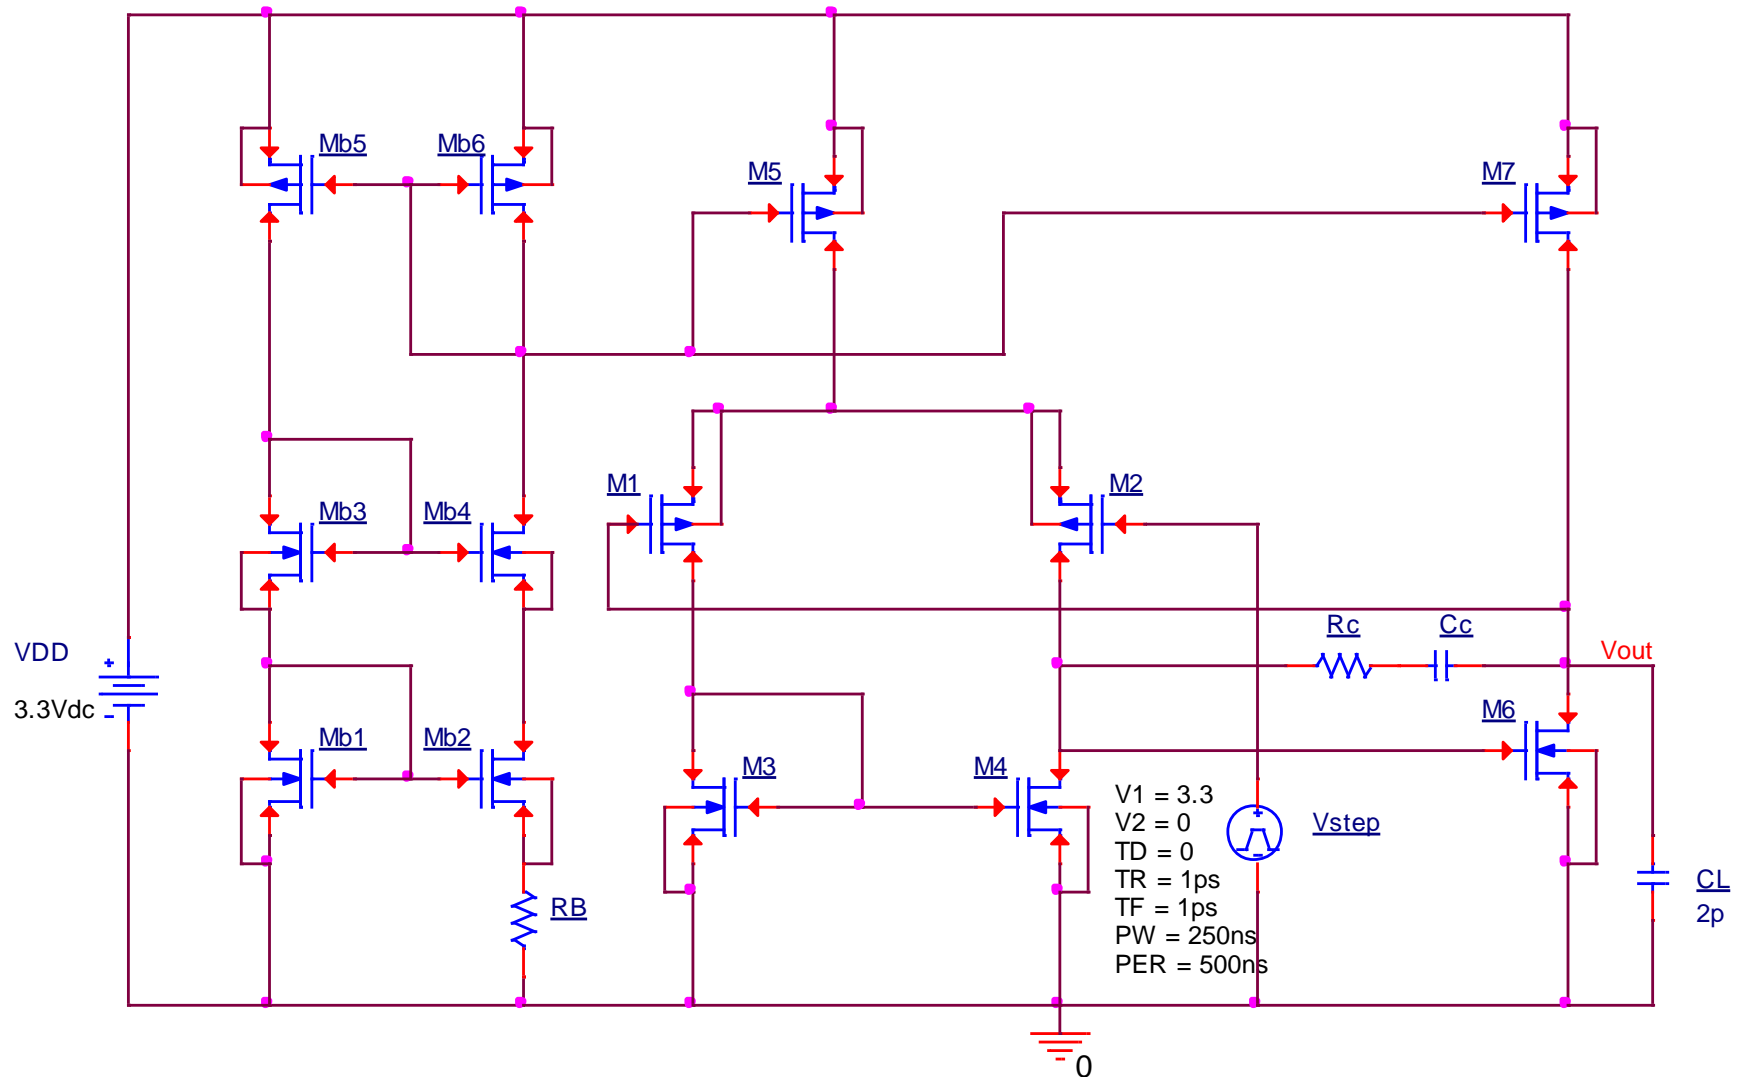 Mb5
Mb6
M5
M7
M1
M2
Mb3
Mb4
Rc
Cc
VDD
Vout
3.3Vdc
M6
Mb1
Mb2
M3
M4
V1 = 3.3
V2 = 0
TD = 0
TR = 1ps
TF = 1ps
PW = 250ns
PER = 500ns
Vstep
RB
CL
2p
0